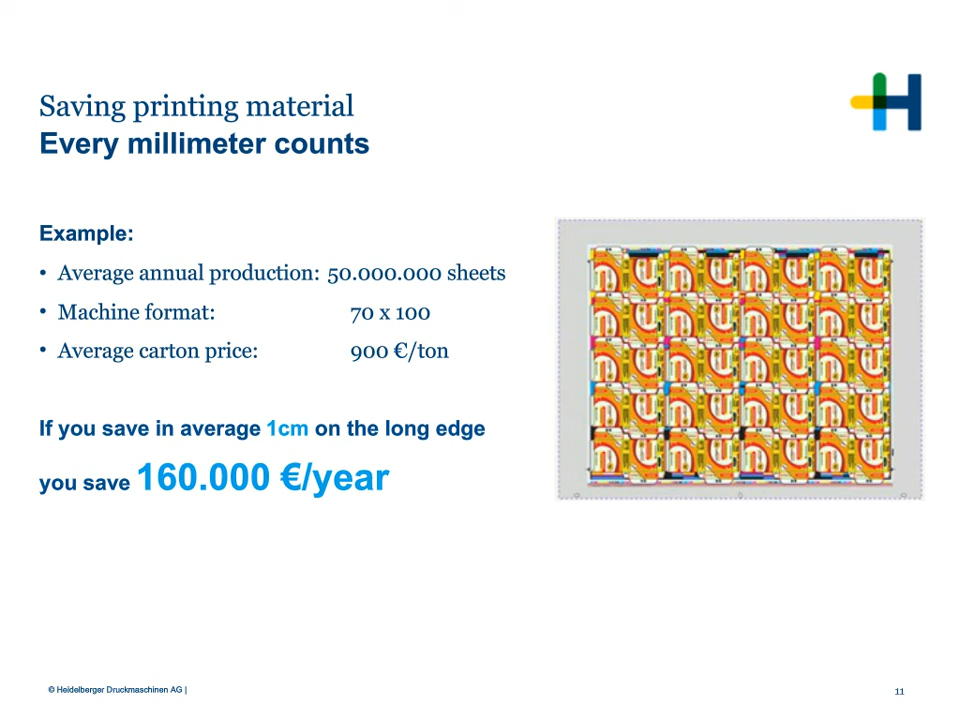 Saving printing material
Every millimeter counts
Example:
• Average annual production: 50.000.000 sheets
• Machine format: 70 x 100
• Average carton price: 900 €/ton
If you save in average 1cm on the long edge
you save 160.000 €/year
© Heidelberger Druckmaschinen AG |
11